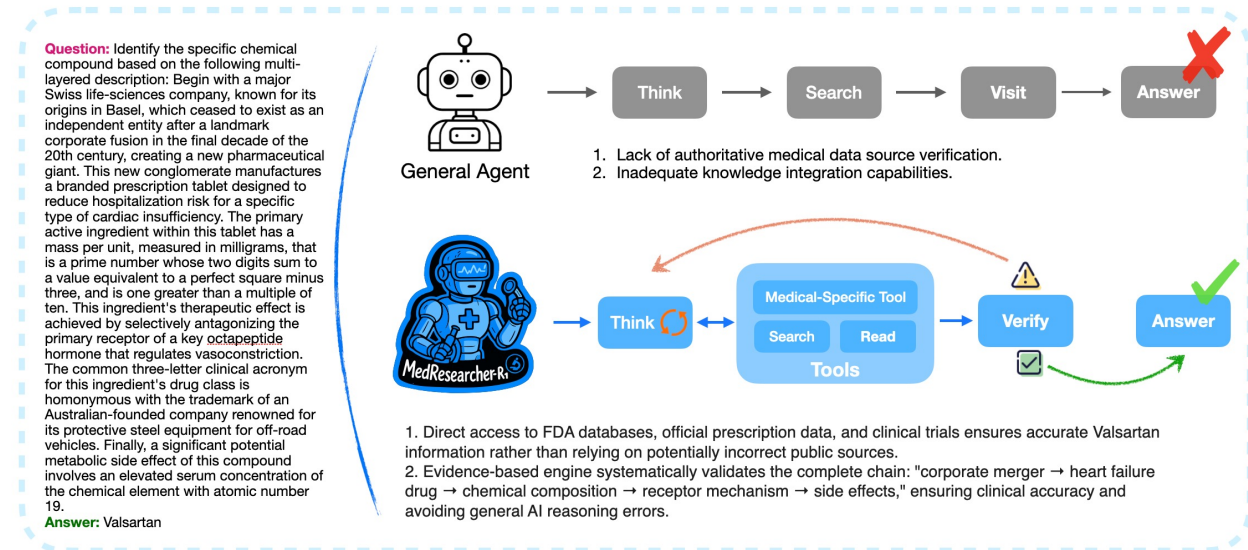 Question: Identify the specific chemical
compound based on the following multi-
layered description: Begin with a major
Swiss life-sciences company, known for its
origins in Basel, which ceased to exist as an
independent entity after a landmark
corporate fusion in the final decade of the
20th century, creating a new pharmaceutical
giant. This new conglomerate manufactures
a branded prescription tablet designed to
reduce hospitalization risk for a specific
type of cardiac insufficiency. The primary
active ingredient within this tablet has a
mass per unit, measured in milligrams, that
is a prime number whose two digits sum to
a value equivalent to a perfect square minus
three, and is one greater than a multiple of
ten. This ingredient's therapeutic effect is
achieved by selectively antagonizing the
primary receptor of a key octapeptide
hormone that regulates vasoconstriction.
The common three-letter clinical acronym
for this ingredient's drug class is
homonymous with the trademark of an
Australian-founded company renowned for
its protective steel equipment for off-road
vehicles. Finally, a significant potential
metabolic side effect of this compound
involves an elevated serum concentration of
the chemical element with atomic number
19.
Answer: Valsartan
General Agent
Think
Search
Visit
Answer
1. Lack of authoritative medical data source verification.
2. Inadequate knowledge integration capabilities.
MedResearcher-R1
Think
Medical-Specific Tool
Search
Read
Tools
Verify
Answer
1. Direct access to FDA databases, official prescription data, and clinical trials ensures accurate Valsartan
information rather than relying on potentially incorrect public sources.
2. Evidence-based engine systematically validates the complete chain: "corporate merger → heart failure
drug → chemical composition → receptor mechanism → side effects," ensuring clinical accuracy and
avoiding general AI reasoning errors.